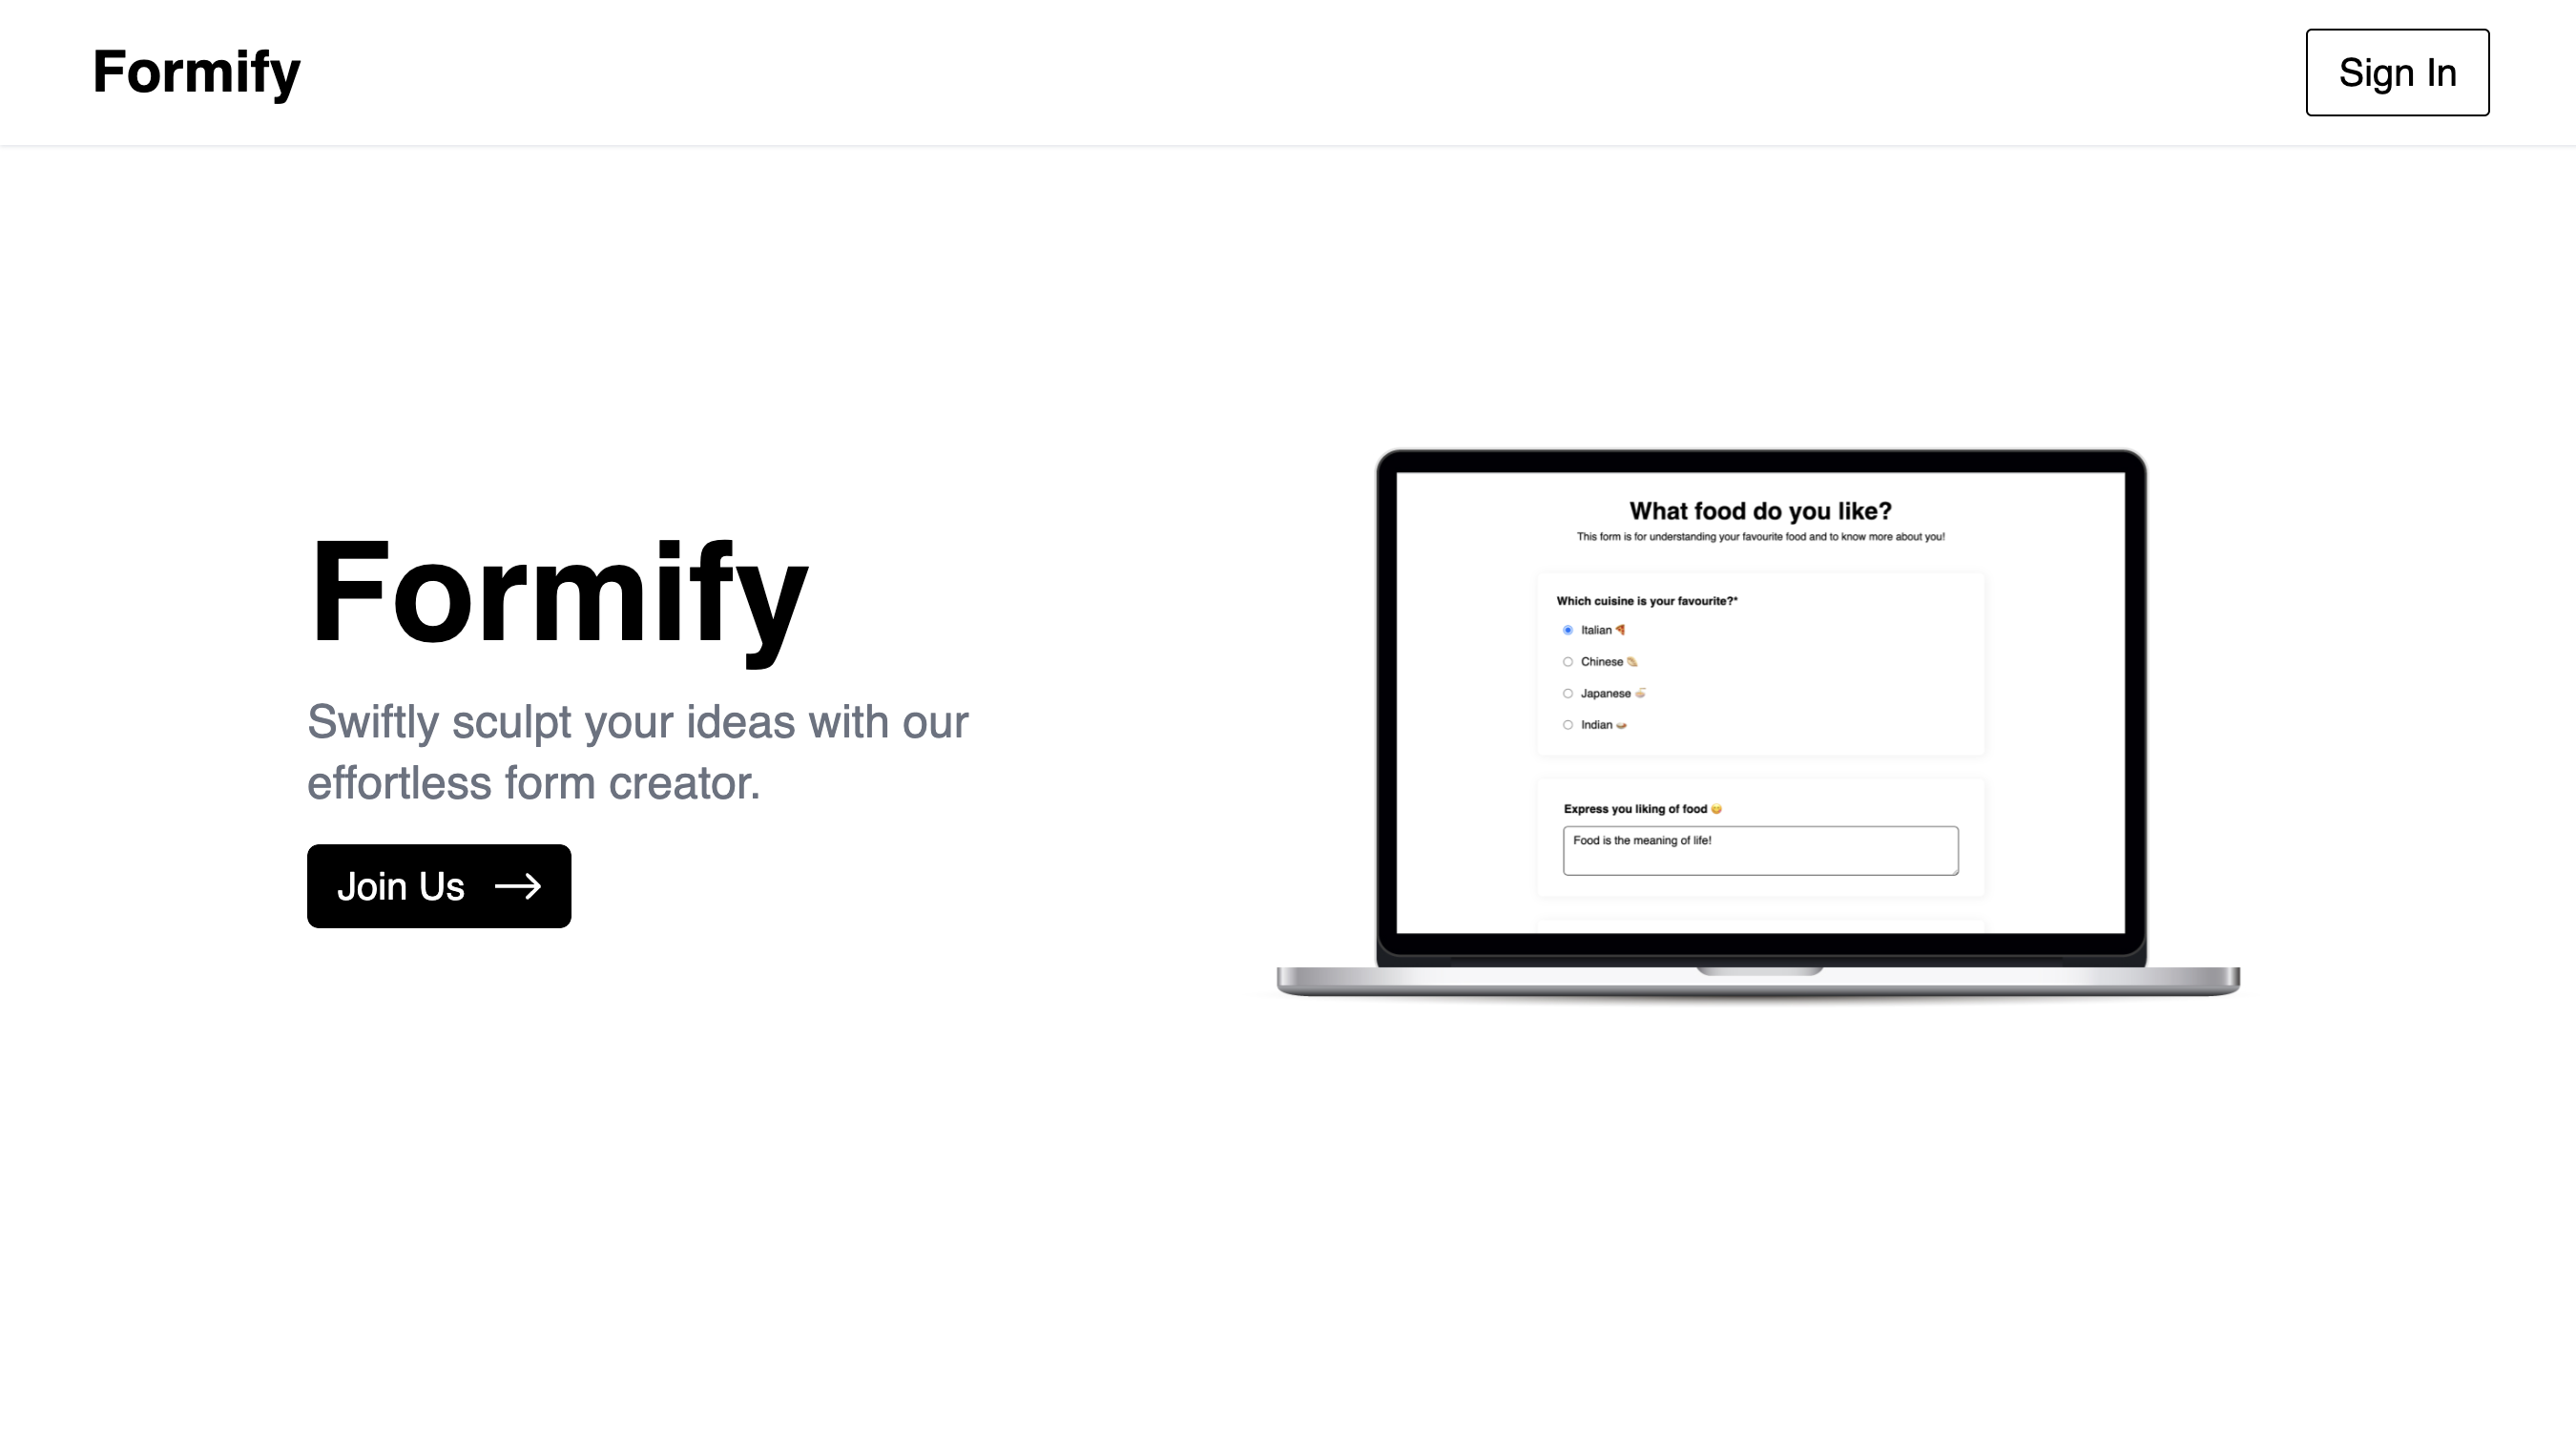 Formify
Sign In
Formify
Swiftly sculpt your ideas with our
effortless form creator.
Join Us
What food do you like?
This form is for understanding your favourite food and to know more about you!
Which cuisine is your favourite?*
Italian 🍕
Chinese 🥠
Japanese 🍜
Indian 🍛
Express you liking of food 😋
Food is the meaning of life!